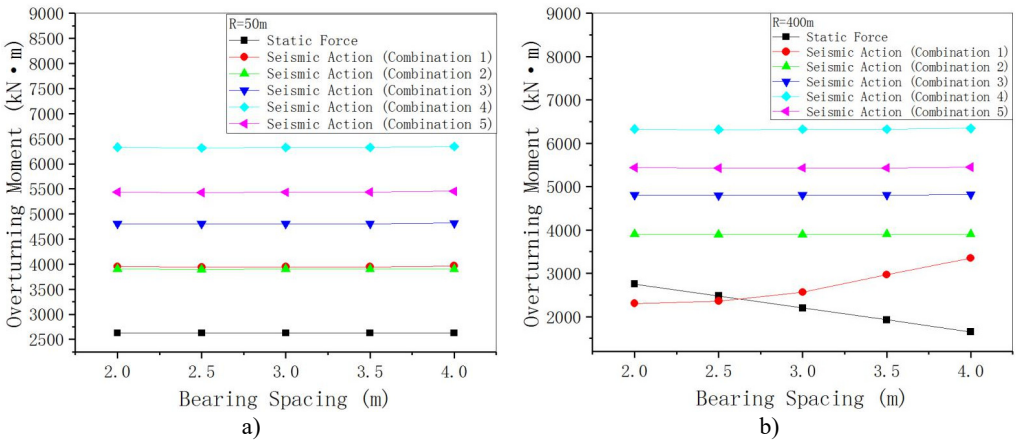 Overturning Moment (kN·m)
9000
8500
8000
7500
7000
6500
6000
5500
5000
4500
4000
3500
3000
2500
R=50m
Static Force
Seismic Action (Combination 1)
Seismic Action (Combination 2)
Seismic Action (Combination 3)
Seismic Action (Combination 4)
Seismic Action (Combination 5)
2.0 2.5 3.0 3.5 4.0
Bearing Spacing (m)
a)
Overturning Moment (kN·m)
9000
8000
7000
6000
5000
4000
3000
2000
R=400m
Static Force
Seismic Action (Combination 1)
Seismic Action (Combination 2)
Seismic Action (Combination 3)
Seismic Action (Combination 4)
Seismic Action (Combination 5)
2.0 2.5 3.0 3.5 4.0
Bearing Spacing (m)
b)